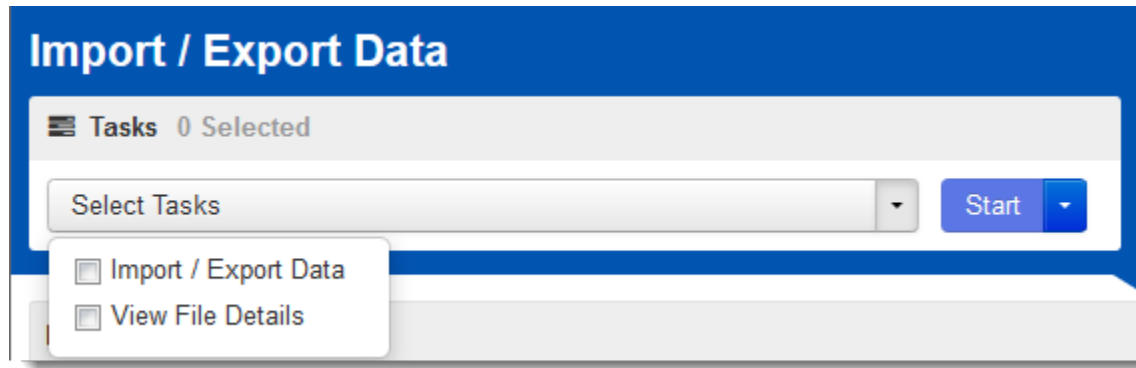 Import / Export Data
Tasks 0 Selected
Select Tasks
Start
Import / Export Data
View File Details